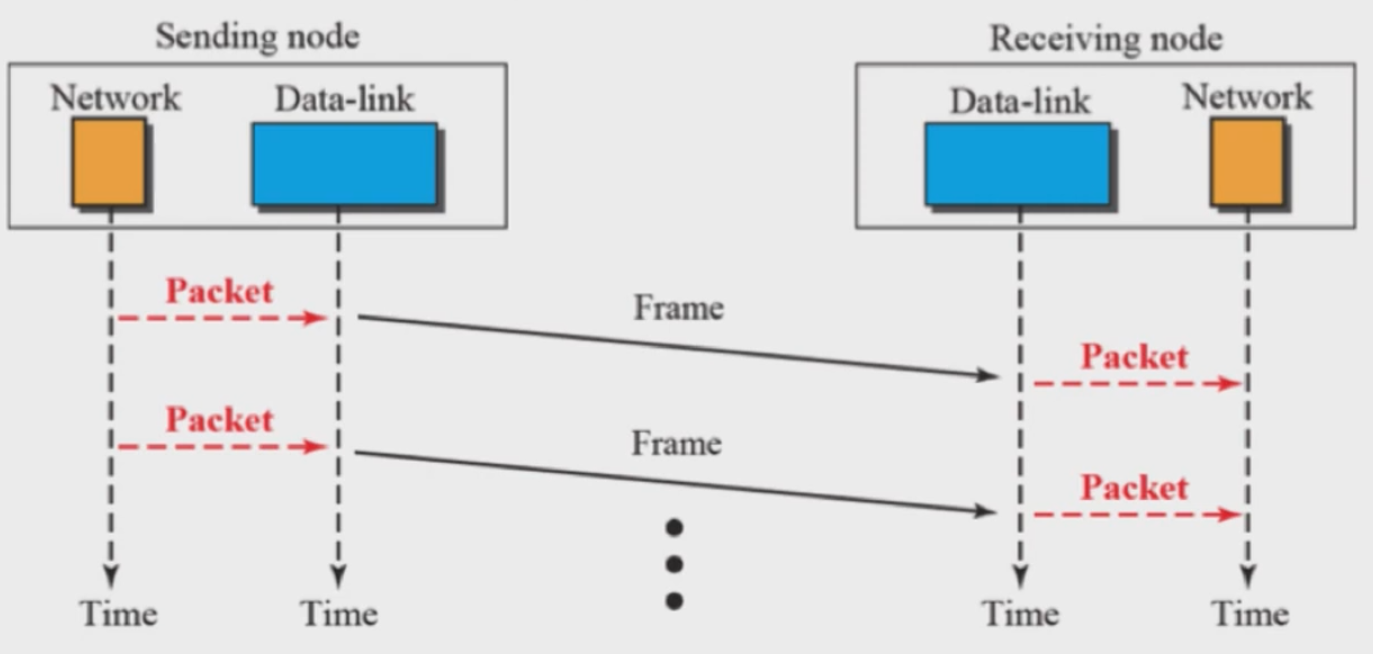 Sending node
Receiving node
Network
Data-link
Data-link
Network
Packet
Frame
Packet
Packet
Frame
Packet
Time
Time
Time
Time